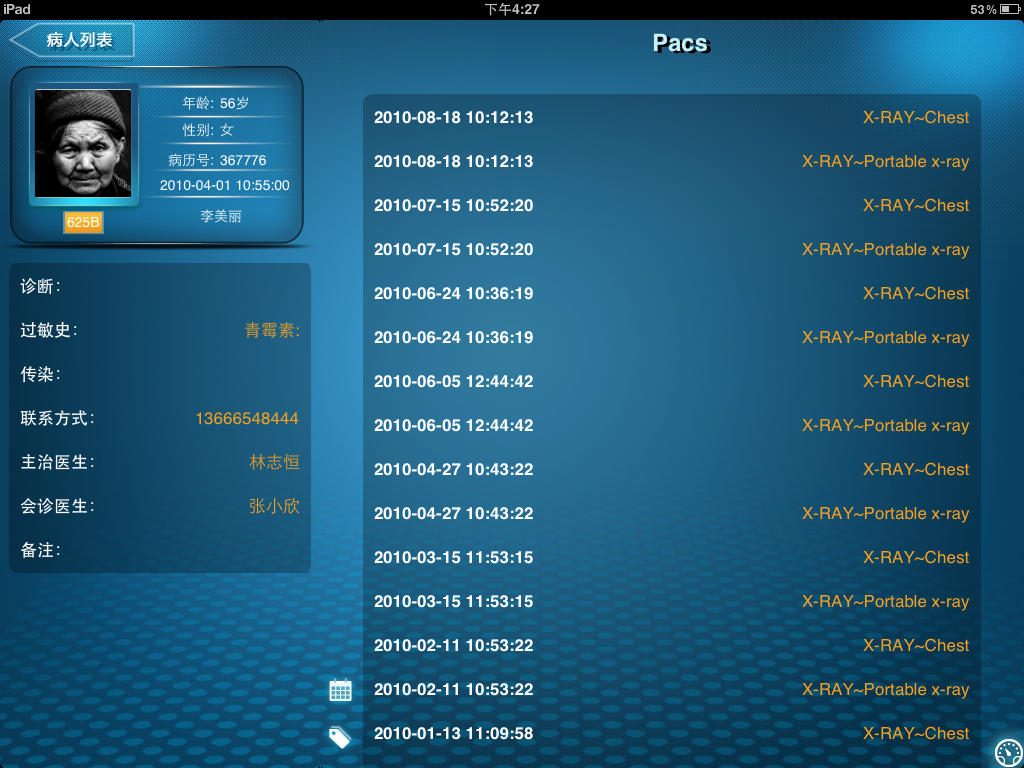 iPad 下午4:27 53%
病人列表
Pacs
年龄: 56岁
性别: 女
病历号: 367776
2010-04-01 10:55:00
625B
李美丽
诊断:
过敏史: 青霉素:
传染:
联系方式: 13666548444
主治医生: 林志恒
会诊医生: 张小欣
备注:
2010-08-18 10:12:13 X-RAY~Chest
2010-08-18 10:12:13 X-RAY~Portable x-ray
2010-07-15 10:52:20 X-RAY~Chest
2010-07-15 10:52:20 X-RAY~Portable x-ray
2010-06-24 10:36:19 X-RAY~Chest
2010-06-24 10:36:19 X-RAY~Portable x-ray
2010-06-05 12:44:42 X-RAY~Chest
2010-06-05 12:44:42 X-RAY~Portable x-ray
2010-04-27 10:43:22 X-RAY~Chest
2010-04-27 10:43:22 X-RAY~Portable x-ray
2010-03-15 11:53:15 X-RAY~Chest
2010-03-15 11:53:15 X-RAY~Portable x-ray
2010-02-11 10:53:22 X-RAY~Chest
2010-02-11 10:53:22 X-RAY~Portable x-ray
2010-01-13 11:09:58 X-RAY~Chest